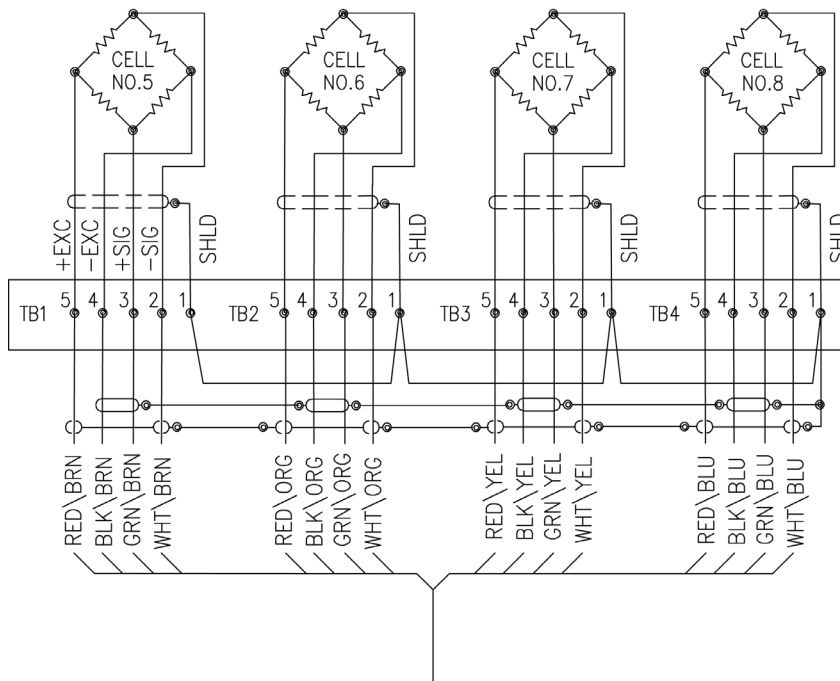 CELL NO.5
CELL NO.6
CELL NO.7
CELL NO.8
+EXC
-EXC
+SIG
-SIG
SHLD
SHLD
SHLD
SHLD
TB1 5 4 3 2 1
TB2 5 4 3 2 1
TB3 5 4 3 2 1
TB4 5 4 3 2 1
RED\BRN
BLK\BRN
GRN\BRN
WHT\BRN
RED\ORG
BLK\ORG
GRN\ORG
WHT\ORG
RED\YEL
BLK\YEL
GRN\YEL
WHT\YEL
RED\BLU
BLK\BLU
GRN\BLU
WHT\BLU